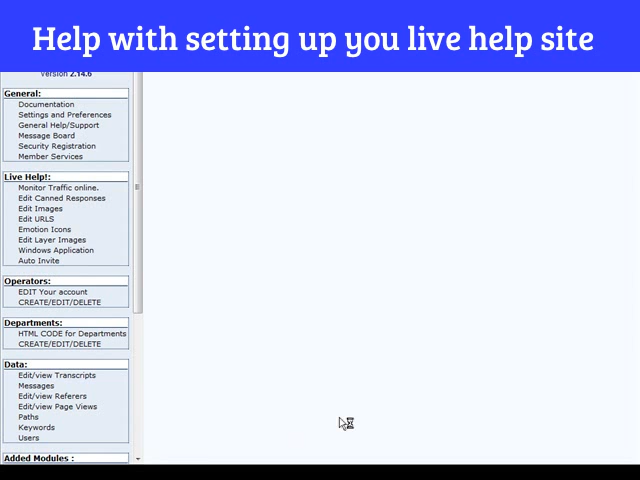 Help with setting up you live help site
Version 2.14.6
General:
Documentation
Settings and Preferences
General Help/Support
Message Board
Security Registration
Member Services
Live Help!:
Monitor Traffic online.
Edit Canned Responses
Edit Images
Edit URLS
Emotion Icons
Edit Layer Images
Windows Application
Auto Invite
Operators:
EDIT Your account
CREATE/EDIT/DELETE
Departments:
HTML CODE for Departments
CREATE/EDIT/DELETE
Data:
Edit/view Transcripts
Messages
Edit/view Referers
Edit/view Page Views
Paths
Keywords
Users
Added Modules :